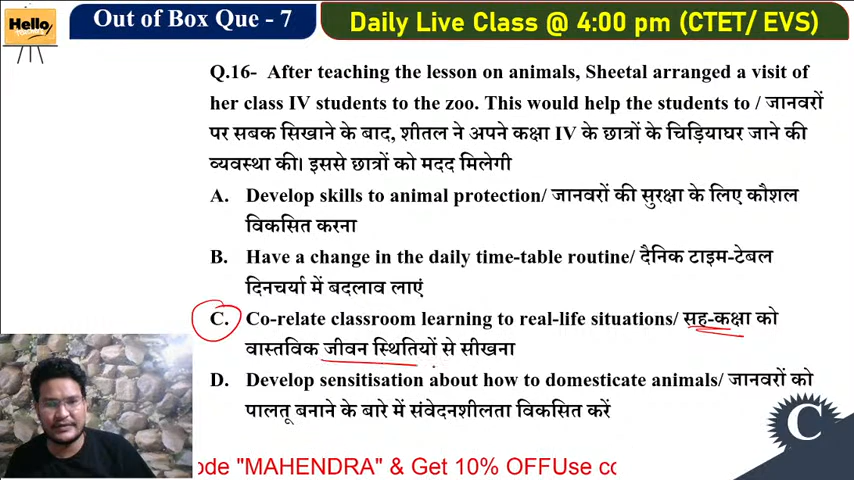 Hello
Out of Box Que - 7
Daily Live Class @ 4:00 pm (CTET/ EVS)
Q.16- After teaching the lesson on animals, Sheetal arranged a visit of
her class IV students to the zoo. This would help the students to / जानवरों
पर सबक सिखाने के बाद, शीतल ने अपने कक्षा IV के छात्रों के चिड़ियाघर जाने की
व्यवस्था की। इससे छात्रों को मदद मिलेगी
A. Develop skills to animal protection/ जानवरों की सुरक्षा के लिए कौशल
विकसित करना
B. Have a change in the daily time-table routine/ दैनिक टाइम-टेबल
दिनचर्या में बदलाव लाएं
C. Co-relate classroom learning to real-life situations/ सह-कक्षा को
वास्तविक जीवन स्थितियों से सीखना
D. Develop sensitisation about how to domesticate animals/ जानवरों को
पालतू बनाने के बारे में संवेदनशीलता विकसित करें
C
ode "MAHENDRA" & Get 10% OFFUse co